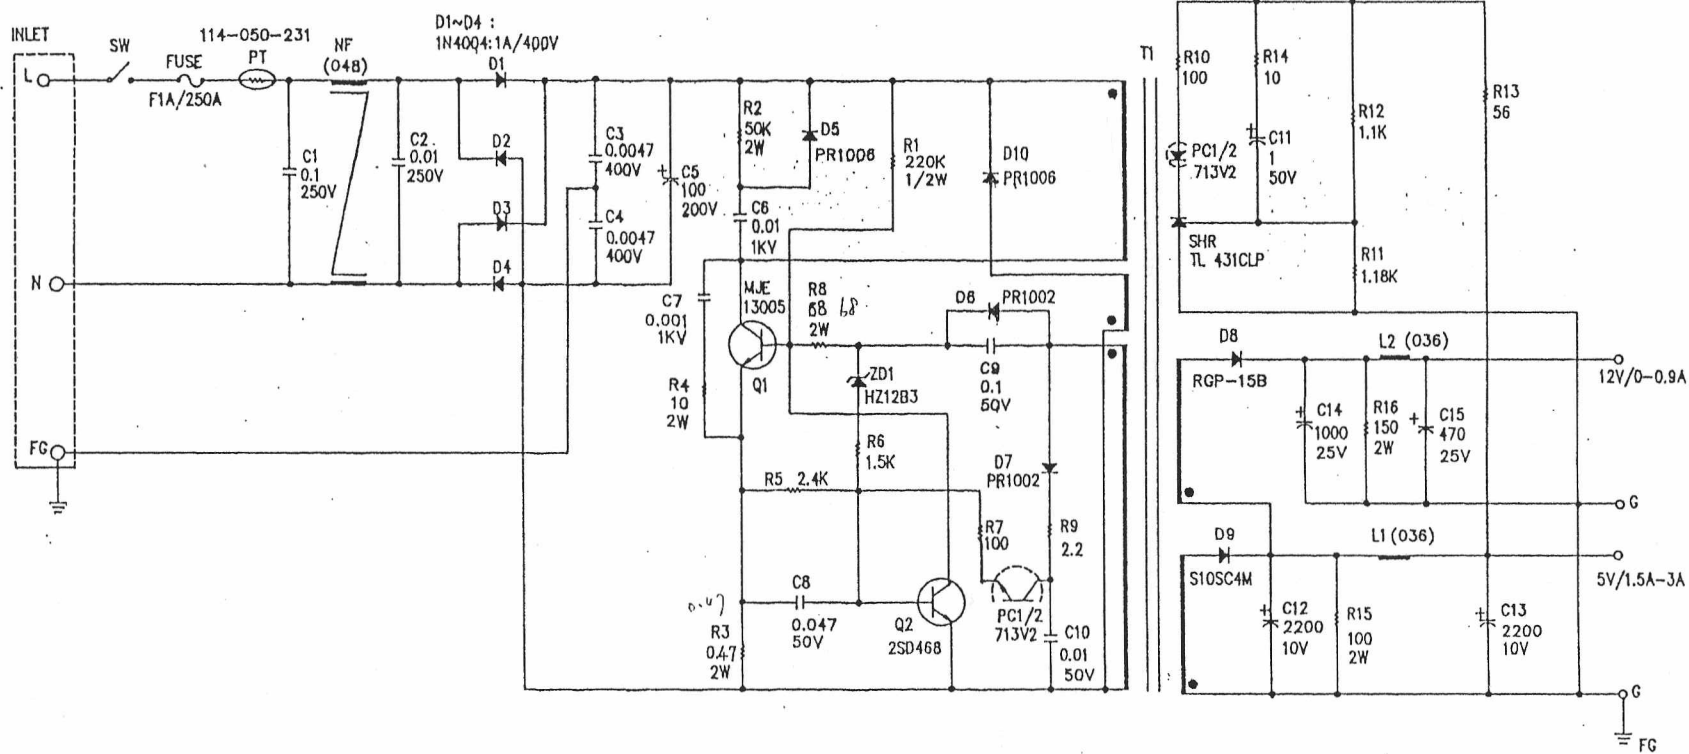 INLET
L
N
FG
SW
FUSE
F1A/250A
114-050-231
PT
NF
(048)
C1
0.1
250V
C2
0.01
250V
D1~D4 :
1N4004:1A/400V
D1
D2
D3
D4
C3
0.0047
400V
C4
0.0047
400V
C5
100
200V
R2
50K
2W
D5
PR1006
C6
0.01
1KV
R1
220K
1/2W
D10
PR1006
C7
0.001
1KV
MJE
13005
Q1
R4
10
2W
R8
68 68
2W
D6
PR1002
C9
0.1
50V
ZD1
HZ12B3
R6
1.5K
R5 2.4K
D7
PR1002
R7
100
R9
2.2
C8
0.047
50V
0.47
R3
0.47
2W
Q2
2SD468
PC1/2
713V2
C10
0.01
50V
T1
R10
100
R14
10
R12
1.1K
R13
56
PC1/2
713V2
C11
1
50V
SHR
TL 431CLP
R11
1.18K
D8
RGP-15B
L2 (036)
12V/0-0.9A
C14
1000
25V
R16
150
2W
C15
470
25V
G
D9
S10SC4M
L1 (036)
5V/1.5A-3A
C12
2200
10V
R15
100
2W
C13
2200
10V
G
FG